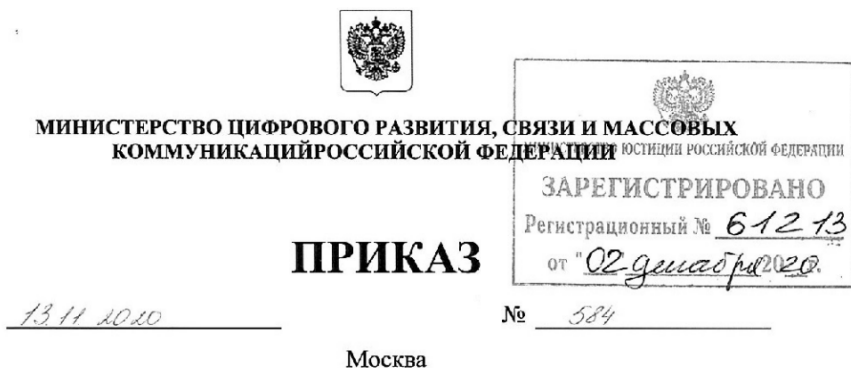 МИНИСТЕРСТВО ЦИФРОВОГО РАЗВИТИЯ, СВЯЗИ И МАССОВЫХ
КОММУНИКАЦИЙРОССИЙСКОЙ ФЕДЕРАЦИИ
МИНИСТЕРСТВО ЮСТИЦИИ РОССИЙСКОЙ ФЕДЕРАЦИИ
ЗАРЕГИСТРИРОВАНО
Регистрационный № 61213
от "02 декабря 2020.
ПРИКАЗ
13.11.2020 № 584
Москва